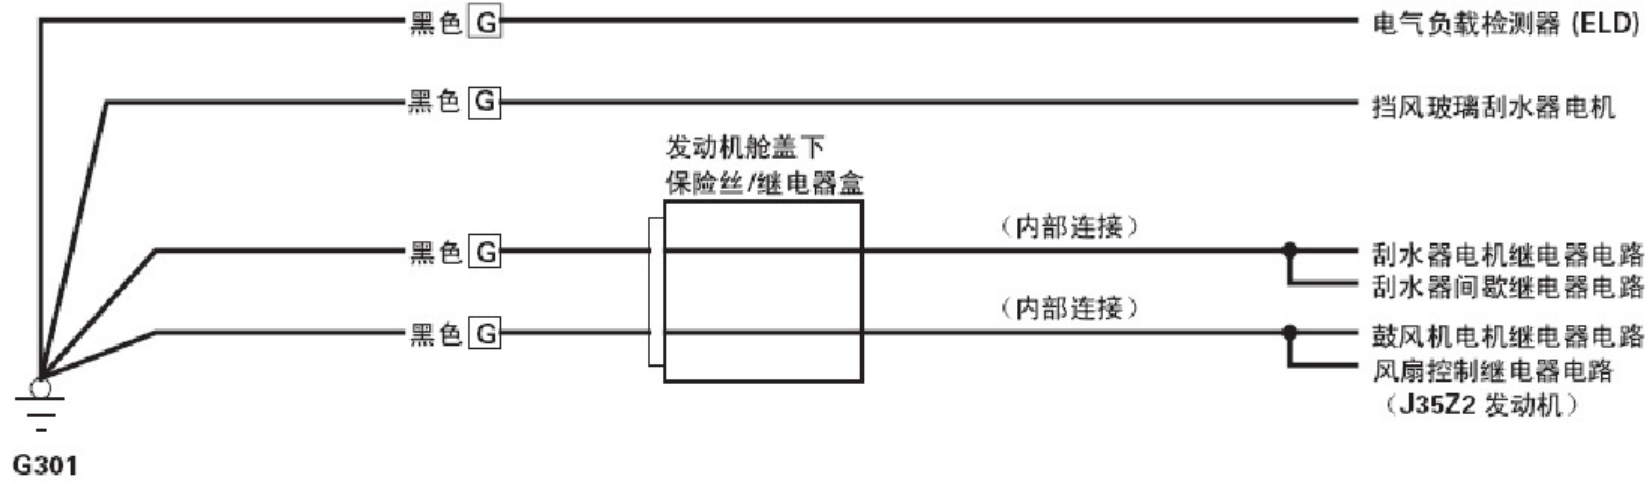 黑色 G 电气负载检测器 (ELD)
黑色 G 挡风玻璃刮水器电机
发动机舱盖下
保险丝/继电器盒
(内部连接)
黑色 G 刮水器电机继电器电路
刮水器间歇继电器电路
(内部连接)
黑色 G 鼓风机电机继电器电路
风扇控制继电器电路
(J35Z2 发动机)
G301